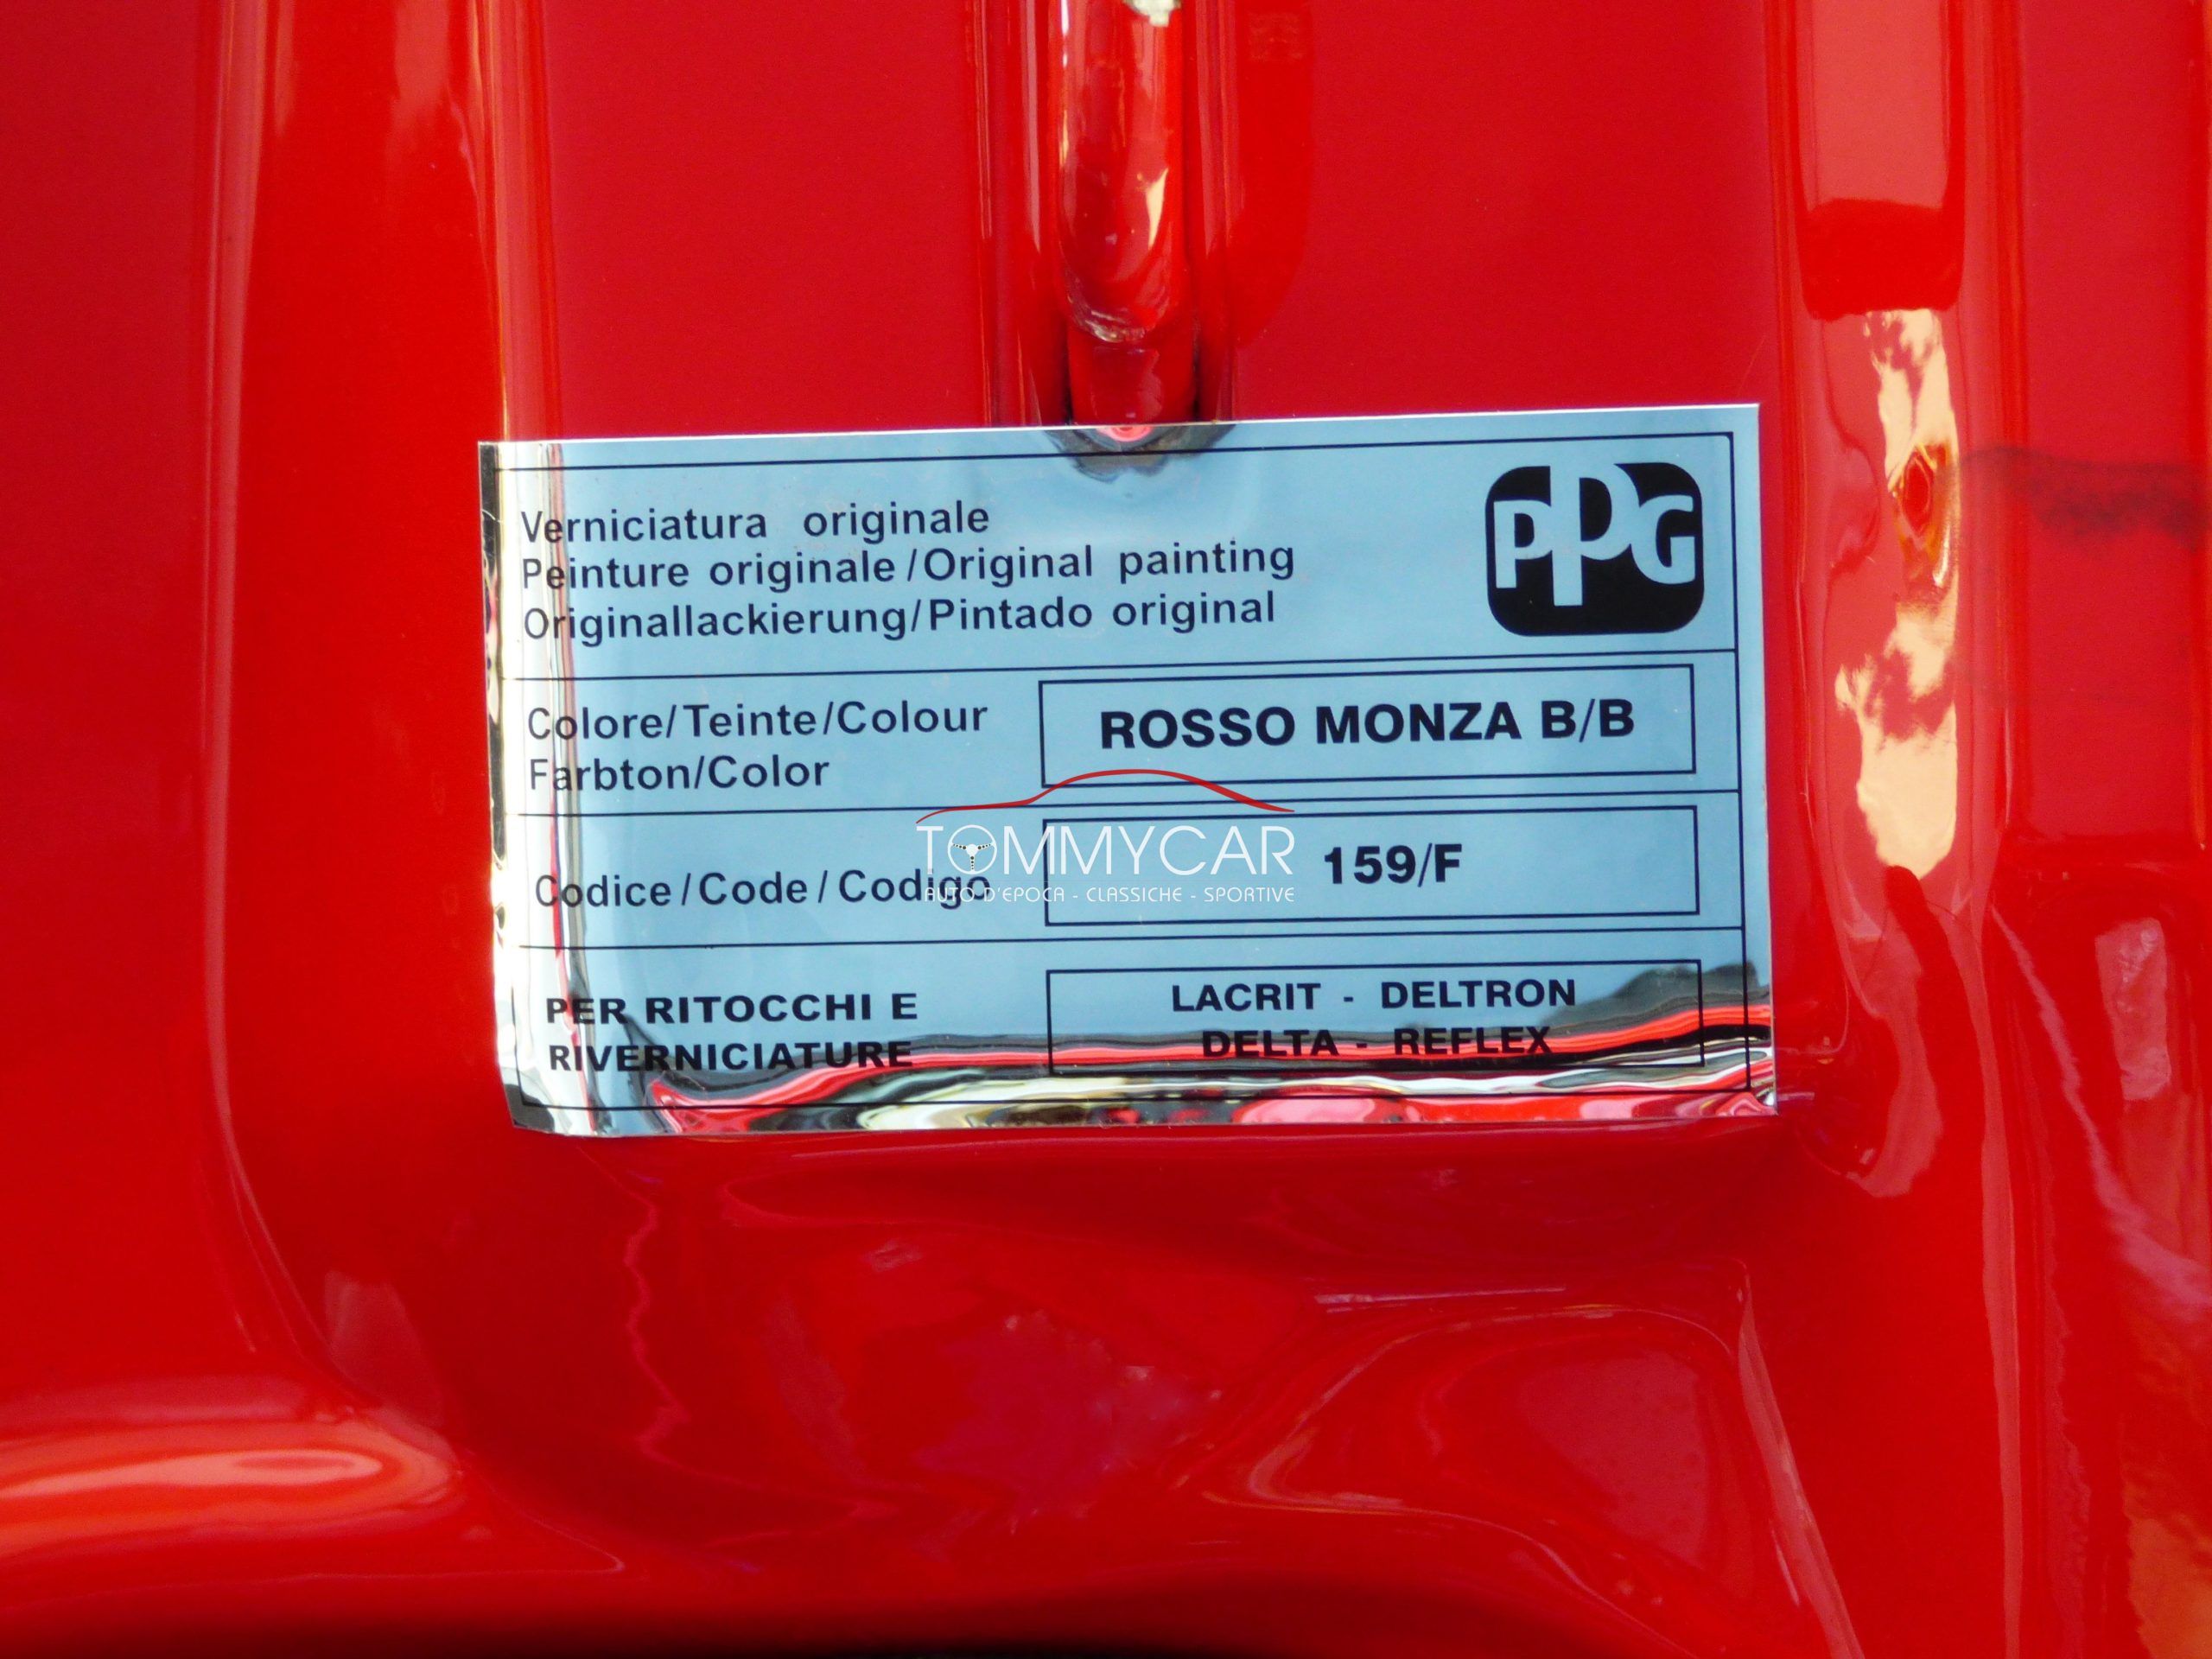 Verniciatura originale
Peinture originale/Original painting
Originallackierung/Pintado original
PPG
Colore/Teinte/Colour
Farbton/Color
ROSSO MONZA B/B
TOMMYCAR
AUTO D'EPOCA - CLASSICHE - SPORTIVE
Codice/Code/Codigo
159/F
PER RITOCCHI E
RIVERNICIATURE
LACRIT - DELTRON
DELTA - REFLEX